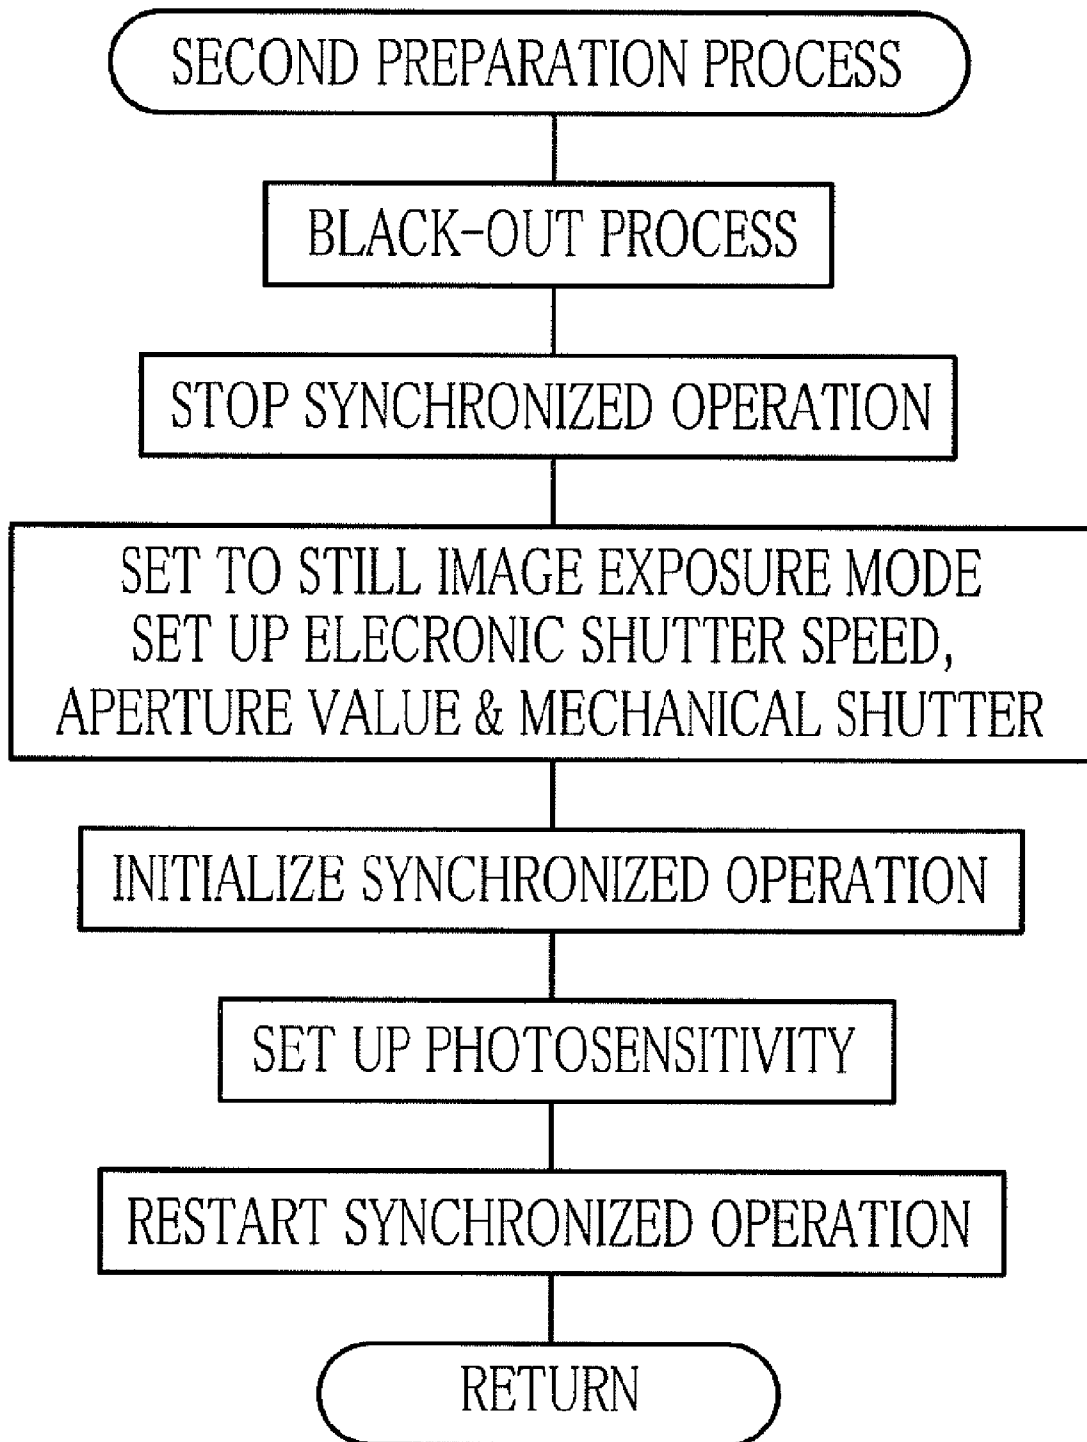 SECOND PREPARATION PROCESS
BLACK-OUT PROCESS
STOP SYNCHRONIZED OPERATION
SET TO STILL IMAGE EXPOSURE MODE
SET UP ELECRONIC SHUTTER SPEED,
APERTURE VALUE & MECHANICAL SHUTTER
INITIALIZE SYNCHRONIZED OPERATION
SET UP PHOTOSENSITIVITY
RESTART SYNCHRONIZED OPERATION
RETURN